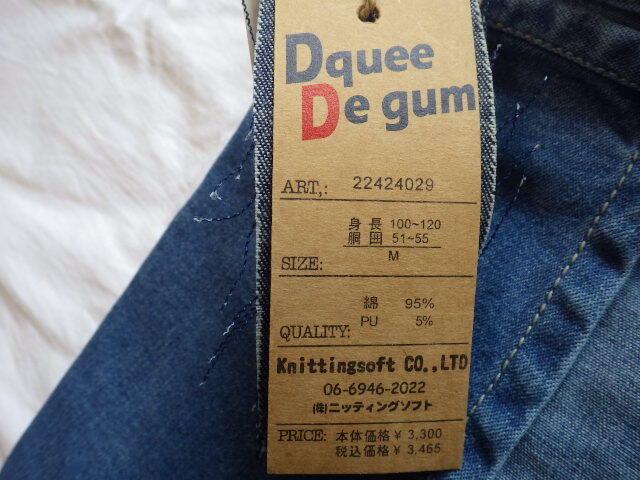 Dquee
De gum
ART,: 22424029
身長 100~120
胴囲 51~55
SIZE: M
綿 95%
QUALITY: PU 5%
Knittingsoft CO.,LTD
06-6946-2022
㈱ニッティングソフト
PRICE: 本体価格 ¥ 3,300
税込価格 ¥ 3,465